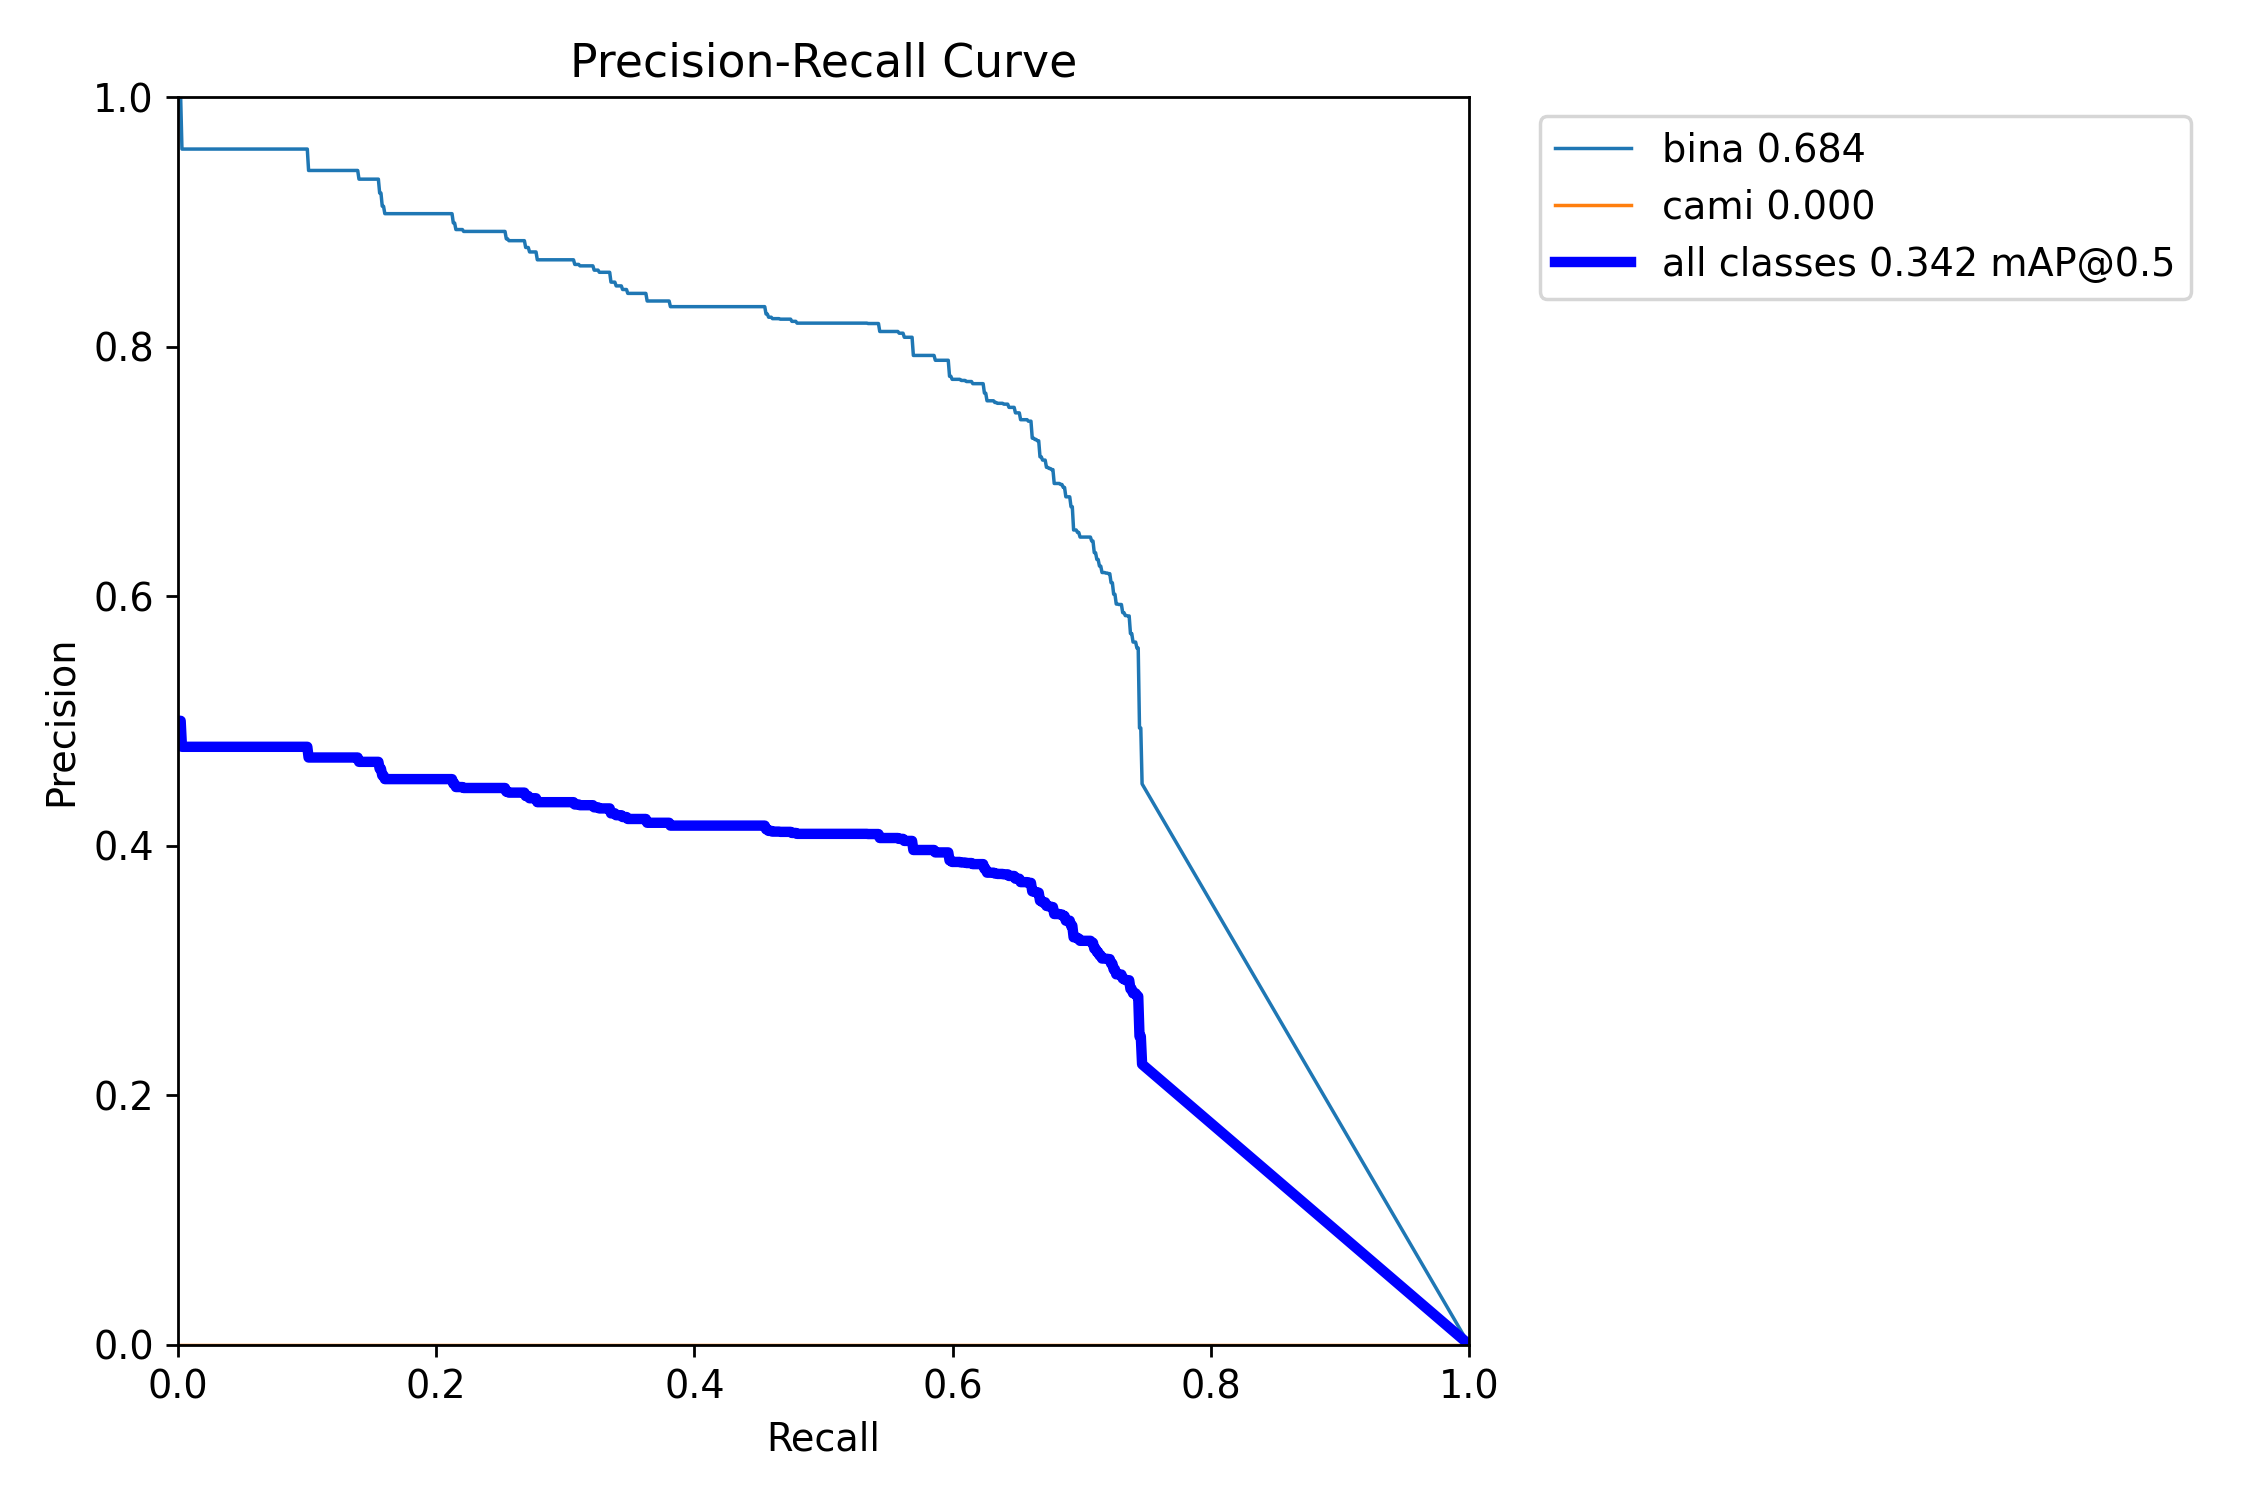 Precision-Recall Curve
1.0
0.8
0.6
0.4
0.2
0.0
Precision
0.0 0.2 0.4 0.6 0.8 1.0
Recall
bina 0.684
cami 0.000
all classes 0.342 mAP@0.5